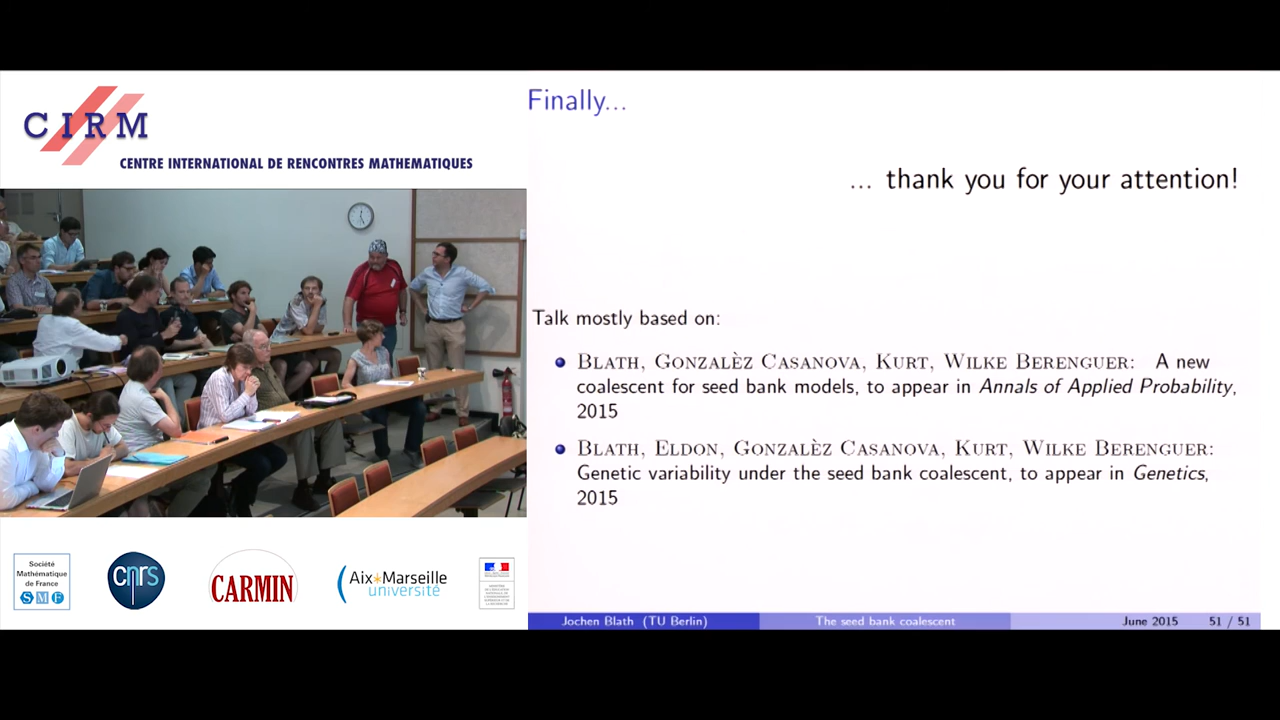 CIRM
CENTRE INTERNATIONAL DE RENCONTRES MATHEMATIQUES
Finally...
... thank you for your attention!
Talk mostly based on:
BLATH, GONZALÈZ CASANOVA, KURT, WILKE BERENGUER: A new
coalescent for seed bank models, to appear in Annals of Applied Probability,
2015
BLATH, ELDON, GONZALÈZ CASANOVA, KURT, WILKE BERENGUER:
Genetic variability under the seed bank coalescent, to appear in Genetics,
2015
Société
Mathématique
de France
SMF
cnrs
CARMIN
Aix*Marseille
université
Jochen Blath (TU Berlin)
The seed bank coalescent
June 2015
51 / 51